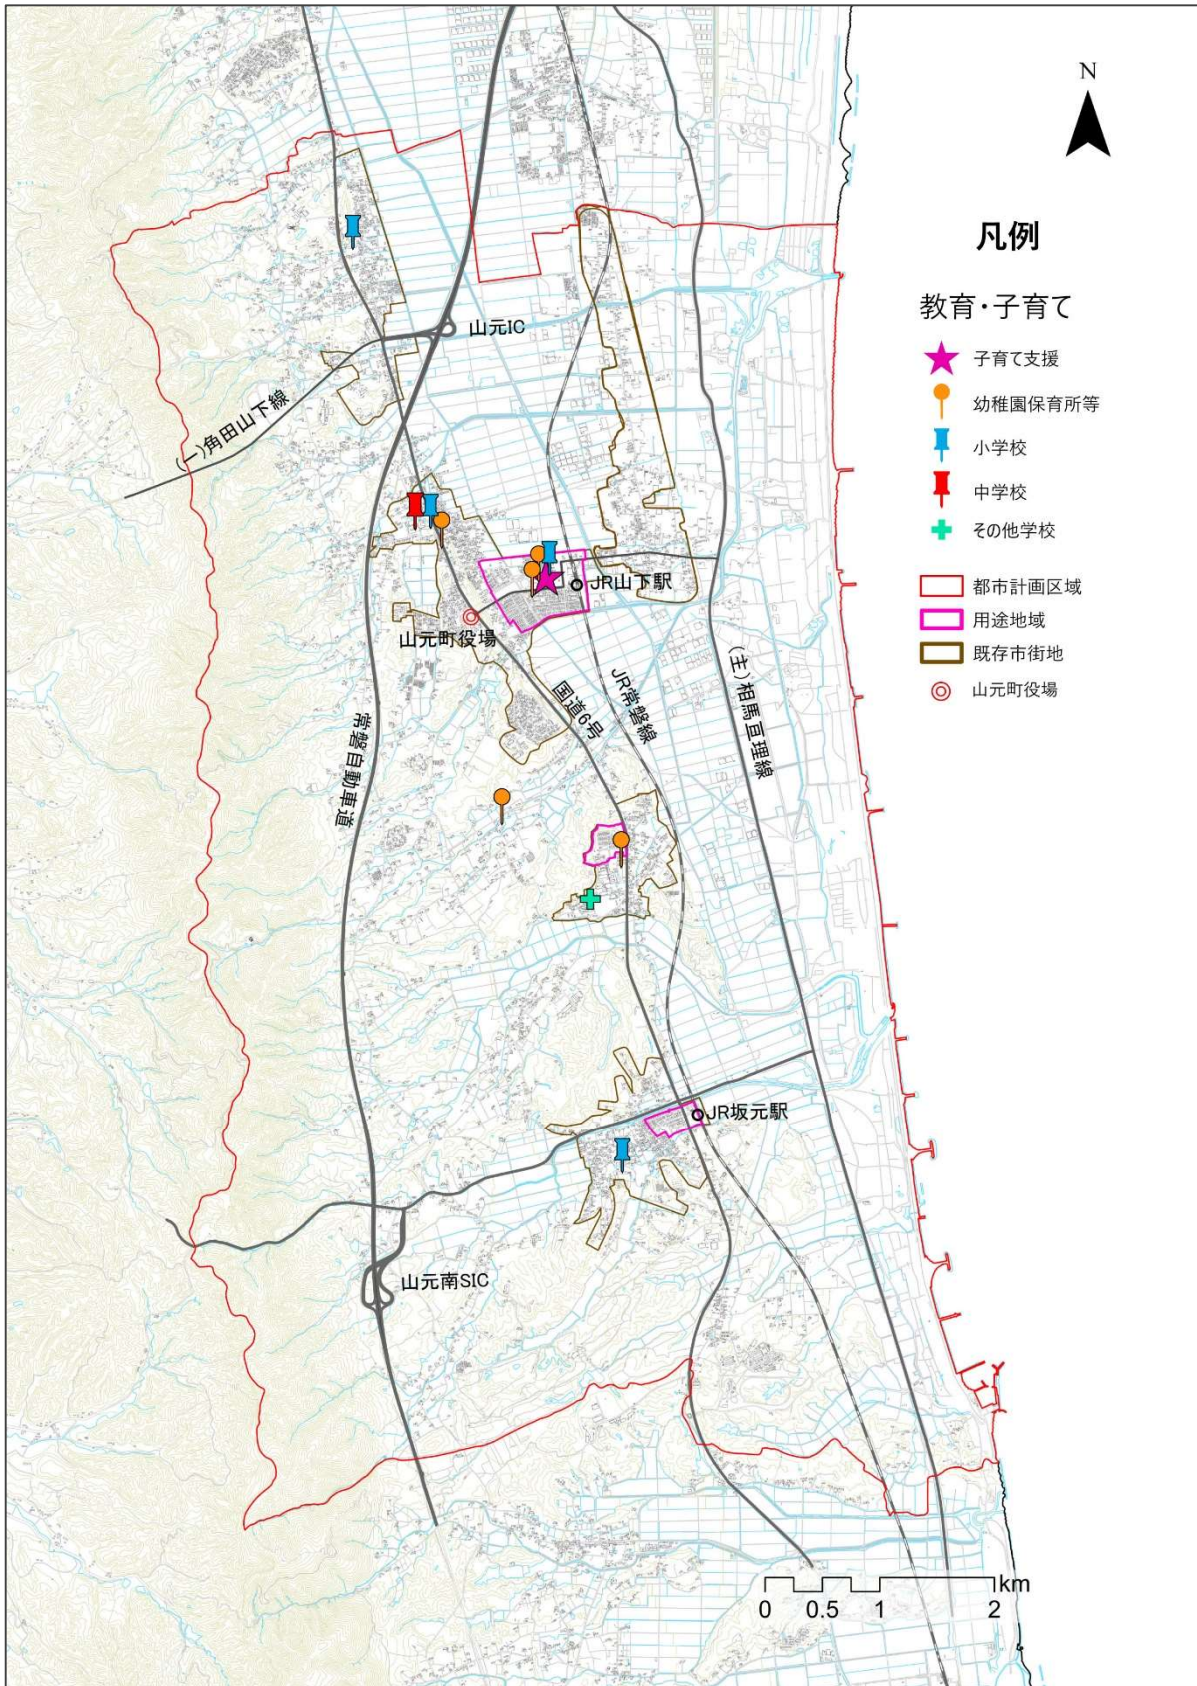 N
凡例
教育・子育て
子育て支援
幼稚園保育所等
小学校
中学校
その他学校
都市計画区域
用途地域
既存市街地
山元町役場
山元IC
(一)角田山下線
JR山下駅
山元町役場
国道6号
JR常磐線
(主)相馬亘理線
常磐自動車道
JR坂元駅
山元南SIC
km
0 0.5 1 2